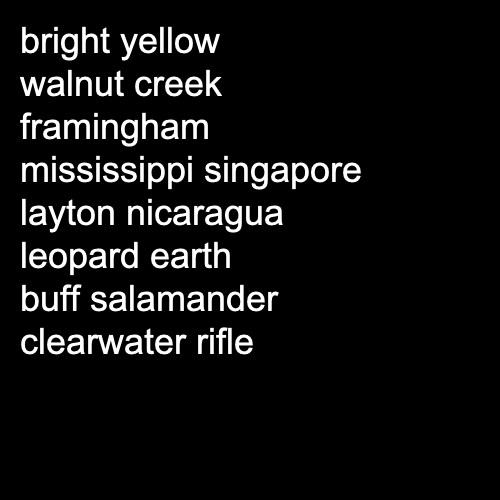 bright yellow
walnut creek
framingham
mississippi singapore
layton nicaragua
leopard earth
buff salamander
clearwater rifle